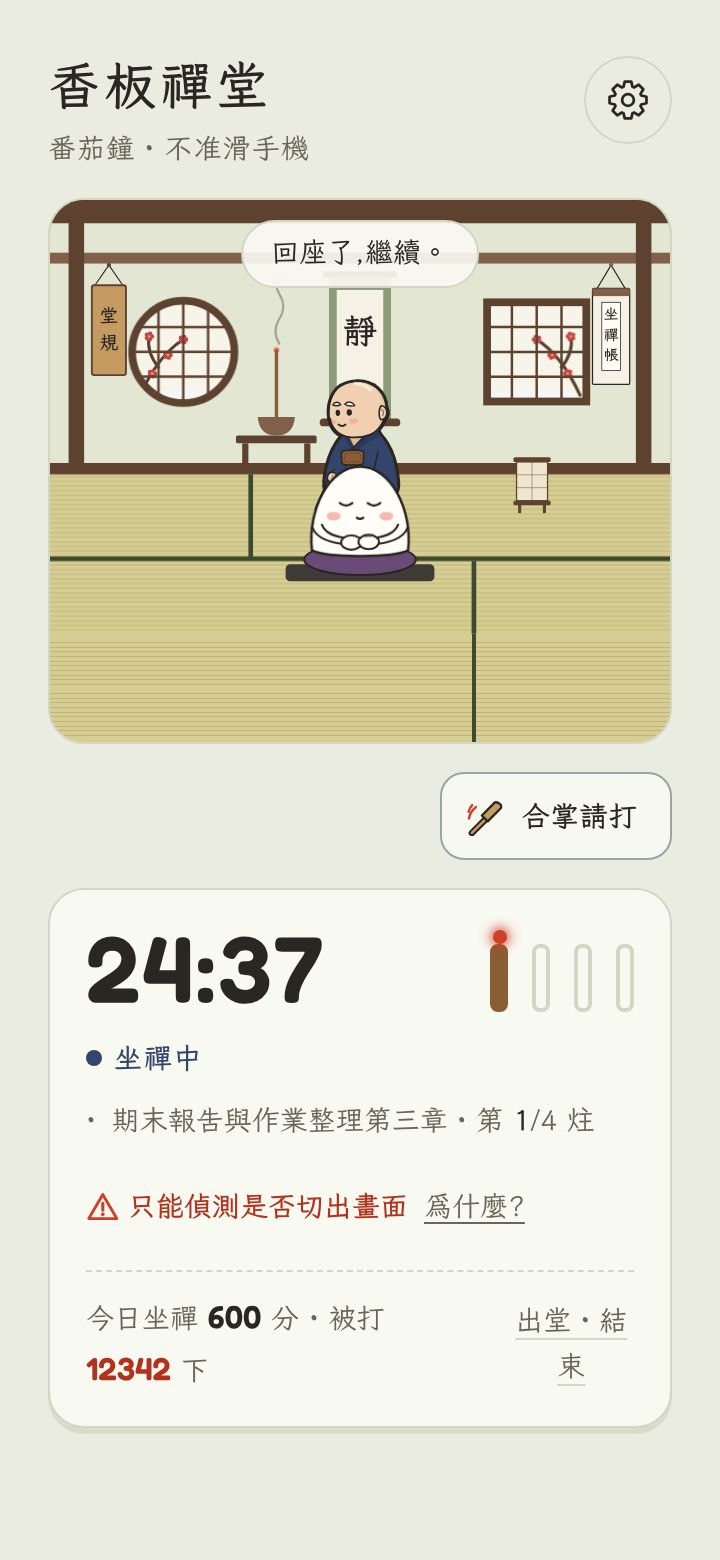 香板禪堂
番茄鐘・不准滑手機
回座了,繼續。
堂規
靜
坐禪帳
合掌請打
24:37
坐禪中
・ 期末報告與作業整理第三章・第 1/4 炷
只能偵測是否切出畫面 為什麼?
今日坐禪 600 分・被打
12342 下
出堂・結
束